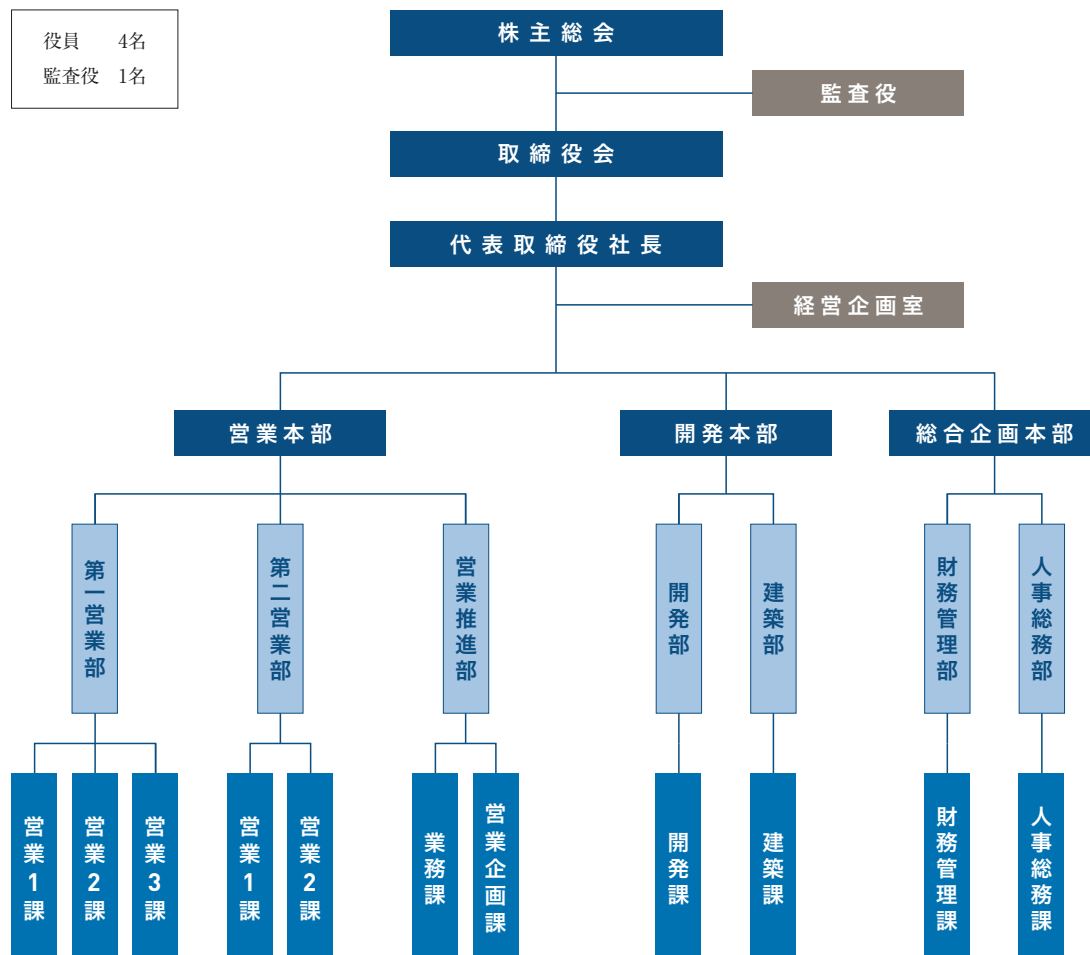 役員　　4名
監査役　1名
株主総会
監査役
取締役会
代表取締役社長
経営企画室
営業本部
開発本部
総合企画本部
第一営業部
第二営業部
営業推進部
開発部
建築部
財務管理部
人事総務部
営業1課
営業2課
営業3課
営業1課
営業2課
業務課
営業企画課
開発課
建築課
財務管理課
人事総務課